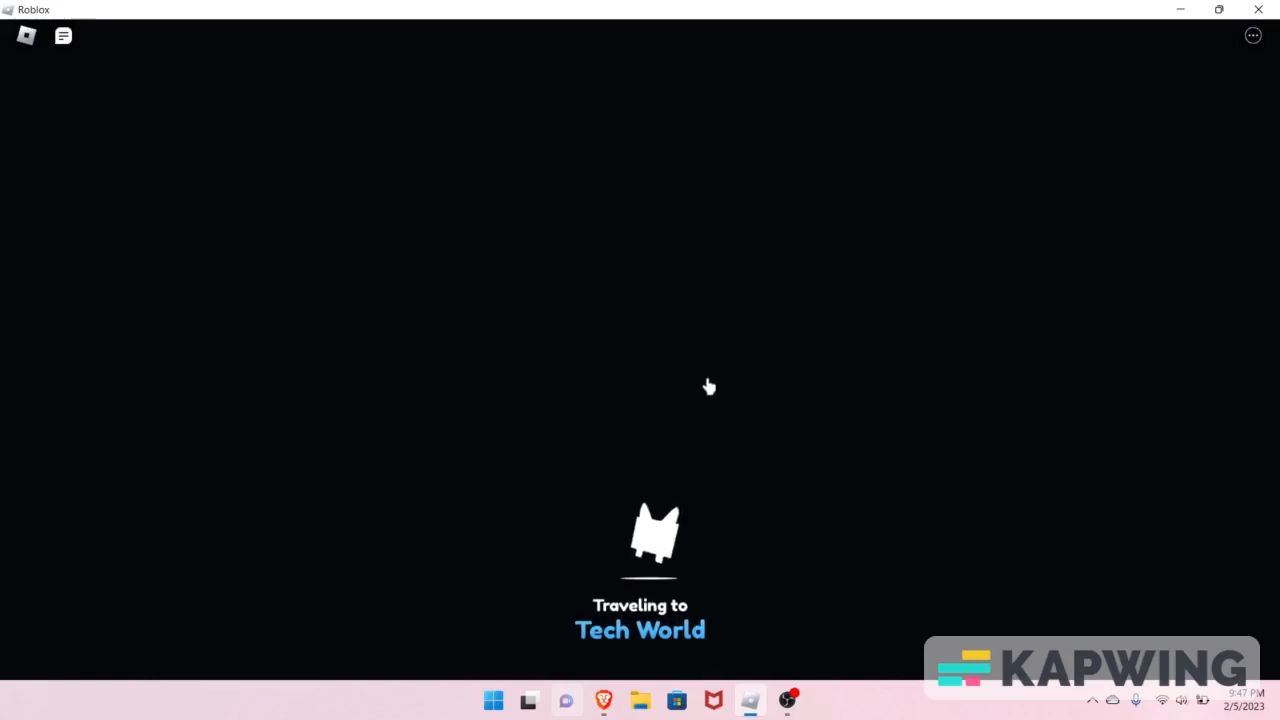 Roblox
Traveling to
Tech World
KAPWING
9:47 PM
2/5/2023